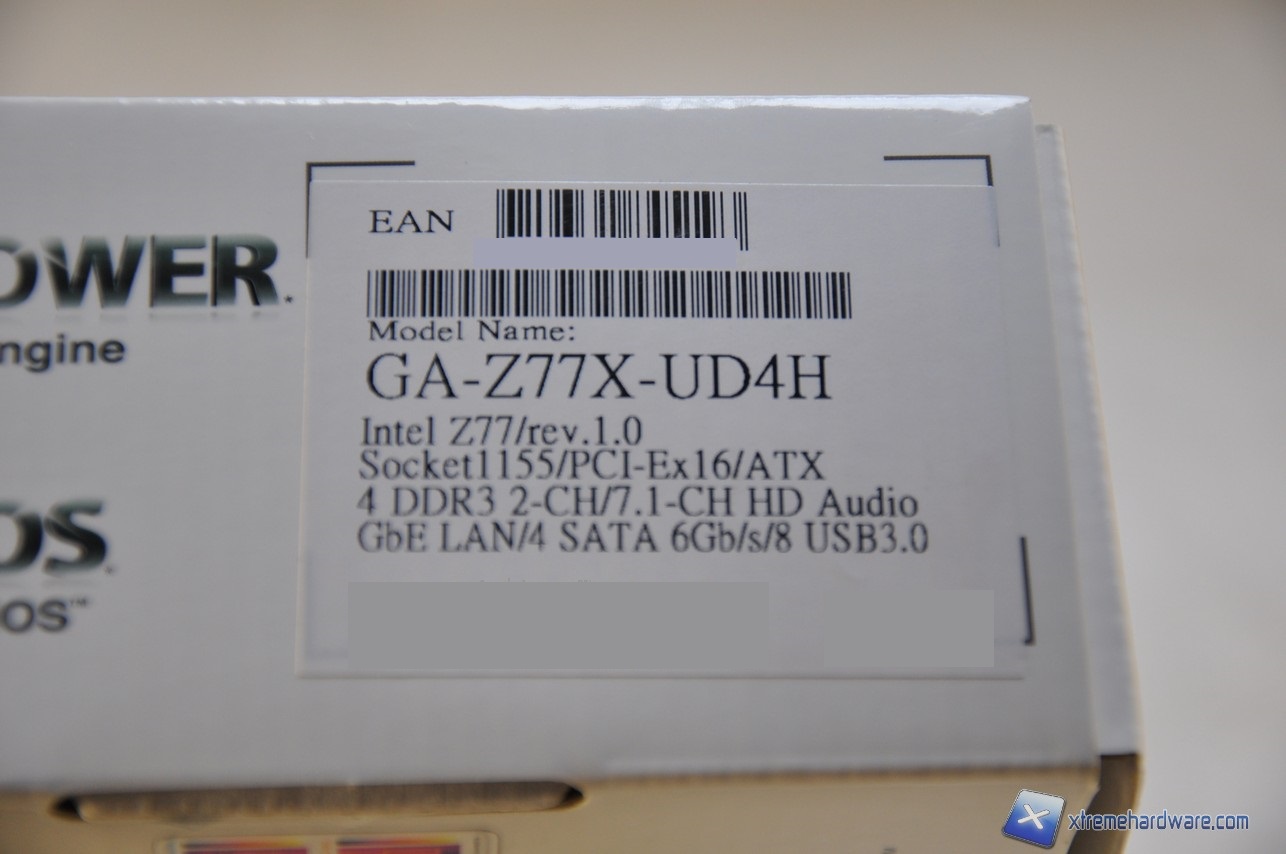 OWER.
ngine
OS.
IOS™
EAN
Model Name:
GA-Z77X-UD4H
Intel Z77/rev.1.0
Socket1155/PCI-Ex16/ATX
4 DDR3 2-CH/7.1-CH HD Audio
GbE LAN/4 SATA 6Gb/s/8 USB3.0
xtremehardware.com